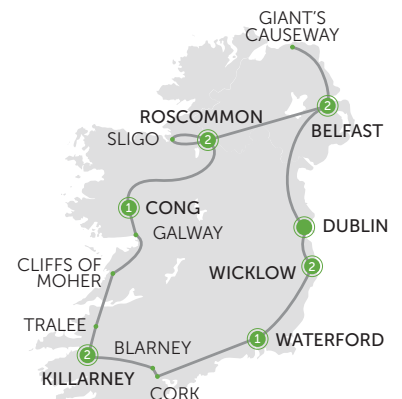 GIANT'S
CAUSEWAY
2
BELFAST
ROSCOMMON
SLIGO
2
1
CONG
GALWAY
DUBLIN
CLIFFS OF
MOHER
WICKLOW
2
TRALEE
2
BLARNEY
1
WATERFORD
KILLARNEY
CORK